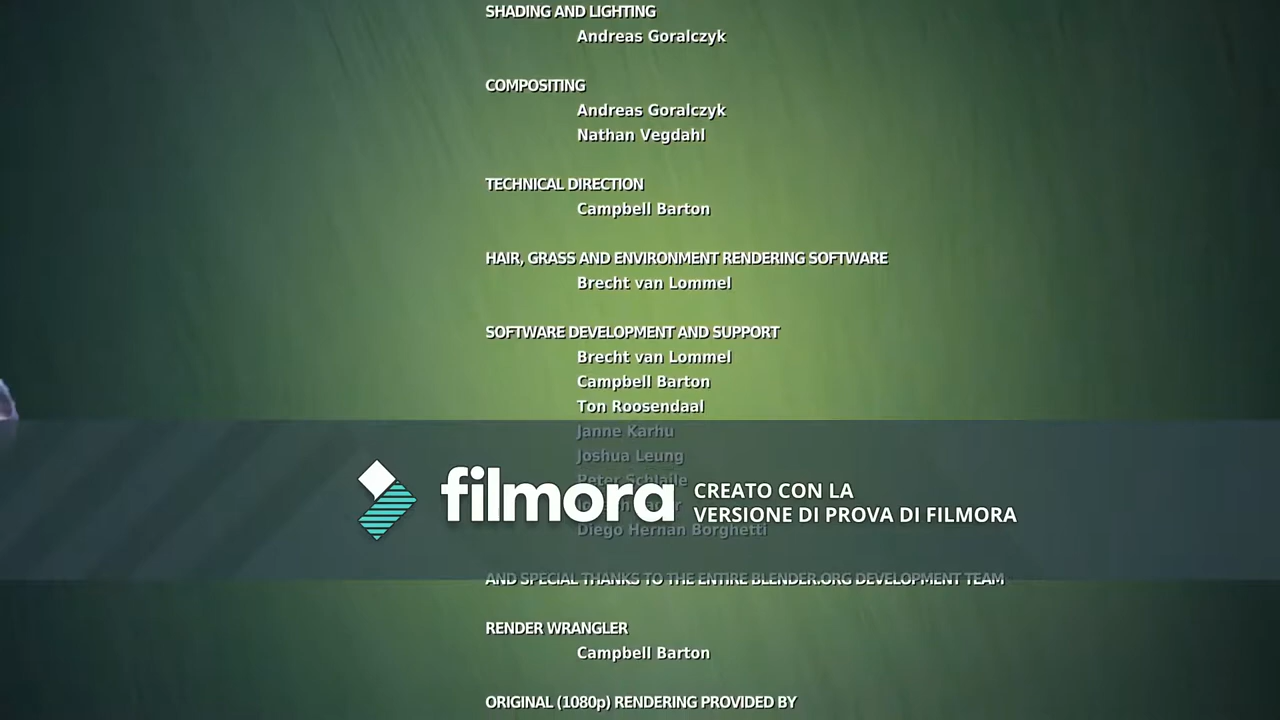 SHADING AND LIGHTING
Andreas Goralczyk
COMPOSITING
Andreas Goralczyk
Nathan Vegdahl
TECHNICAL DIRECTION
Campbell Barton
HAIR, GRASS AND ENVIRONMENT RENDERING SOFTWARE
Brecht van Lommel
SOFTWARE DEVELOPMENT AND SUPPORT
Brecht van Lommel
Campbell Barton
Ton Roosendaal
Janne Karhu
Joshua Leung
Peter Schlaile
Diego Hernan Borghetti
filmora
CREATO CON LA
VERSIONE DI PROVA DI FILMORA
AND SPECIAL THANKS TO THE ENTIRE BLENDER.ORG DEVELOPMENT TEAM
RENDER WRANGLER
Campbell Barton
ORIGINAL (1080p) RENDERING PROVIDED BY